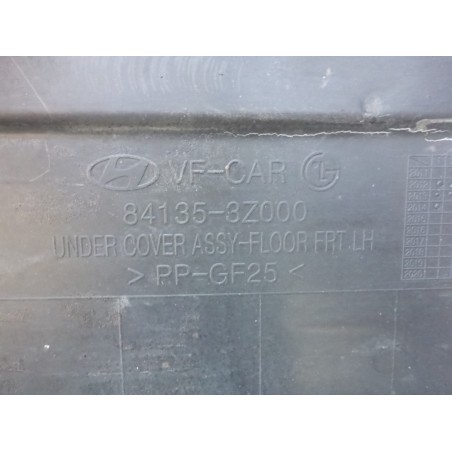 VF-CAR
84135-3Z000
UNDER COVER ASSY-FLOOR FRT LH
> PP-GF25 <